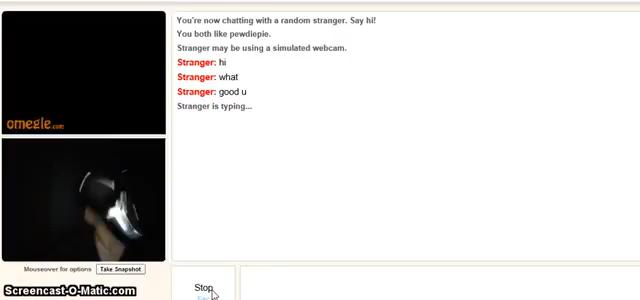 You're now chatting with a random stranger. Say hi!
You both like pewdiepie.
Stranger may be using a simulated webcam.
Stranger: hi
Stranger: what
Stranger: good u
Stranger is typing...
omegle.com
Mouseover for options Take Snapshot
Screencast-O-Matic.com
Stop
Esc